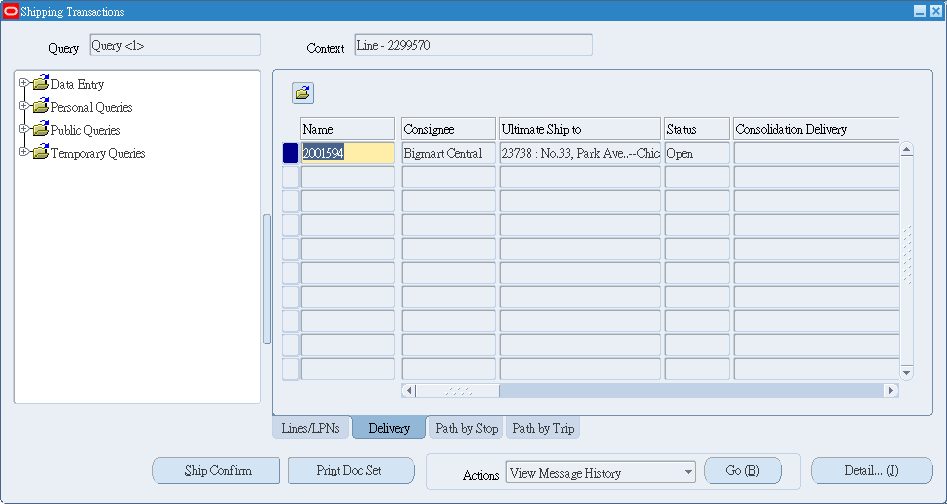 Shipping Transactions
Query Query <1> Context Line - 2299570
Data Entry
Personal Queries
Public Queries
Temporary Queries
Name Consignee Ultimate Ship to Status Consolidation Delivery
2001594 Bigmart Central 23738 : No.33, Park Ave..--Chic Open
Lines/LPNs Delivery Path by Stop Path by Trip
Ship Confirm Print Doc Set Actions View Message History Go (B) Detail... (J)